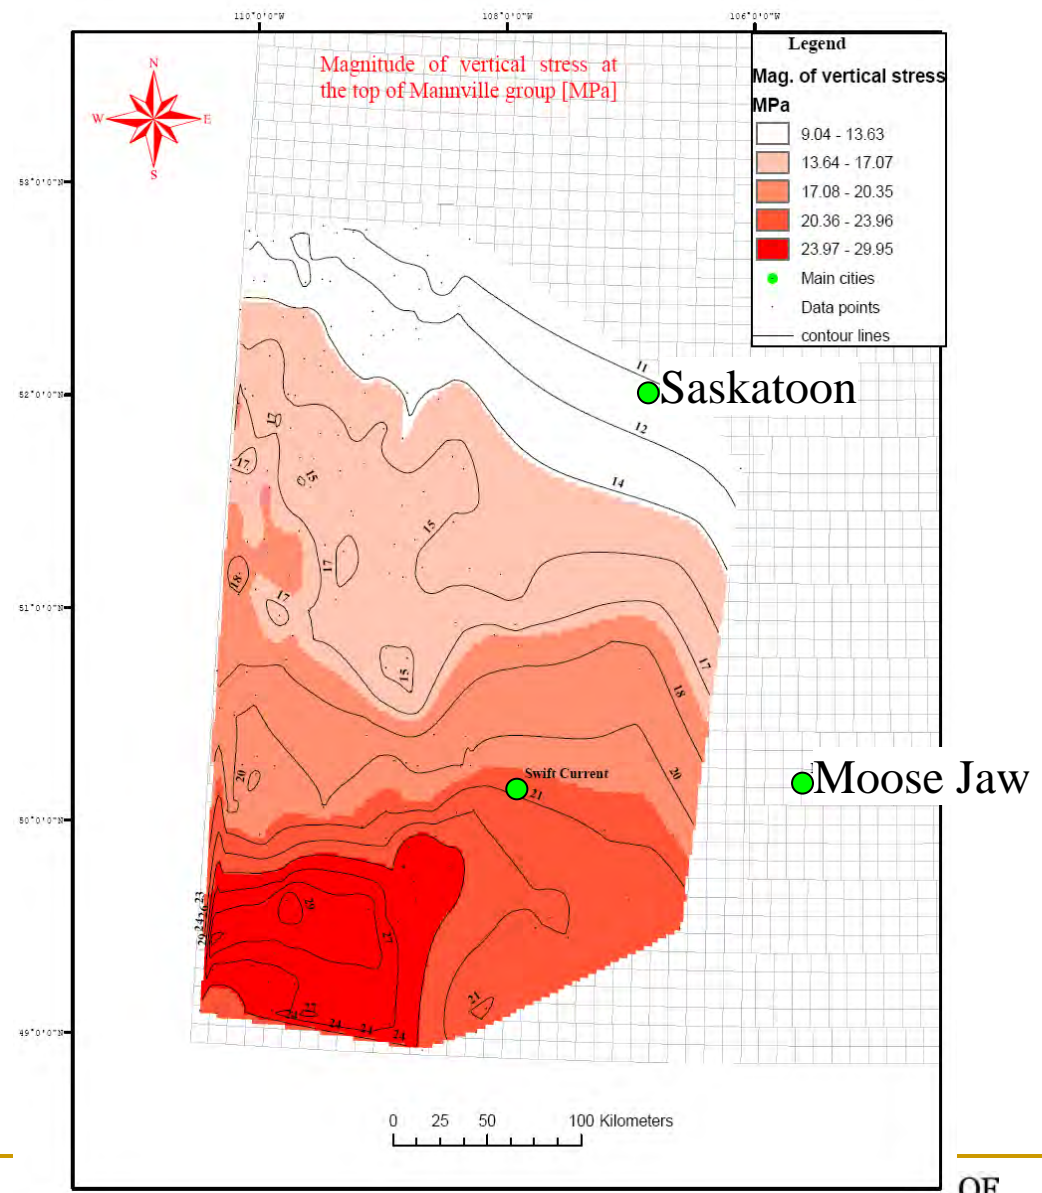 110°0'0"W 108°0'0"W 106°0'0"W
Legend
Mag. of vertical stress
MPa
9.04 - 13.63
13.64 - 17.07
17.08 - 20.35
20.36 - 23.96
23.97 - 29.95
Main cities
Data points
contour lines
Magnitude of vertical stress at
the top of Mannville group [MPa]
N
W E
S
53°0'0"N
11
52°0'0"N
Saskatoon
17
12
17
15
14
15
17
18
17
51°0'0"N
15
17
18
20
20
Swift Current
21
Moose Jaw
50°0'0"N
23
26
24
29
27
21
24
24
24
49°0'0"N
0 25 50 100 Kilometers
OF